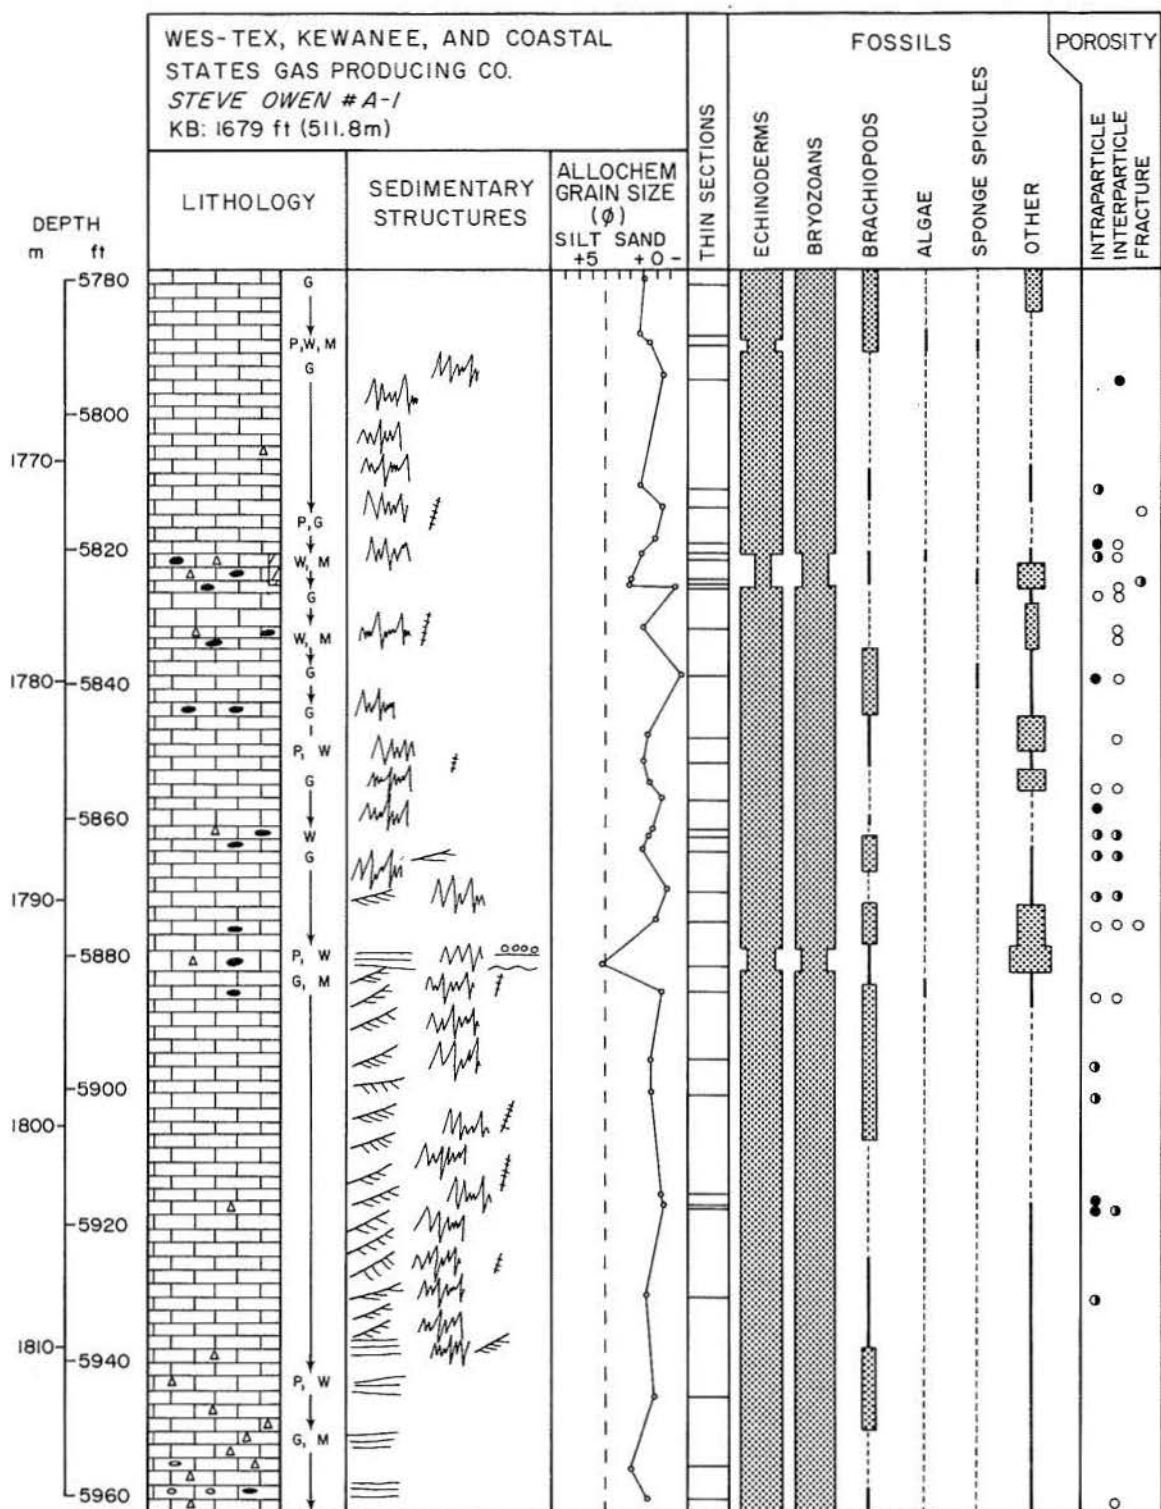 WES-TEX, KEWANEE, AND COASTAL
STATES GAS PRODUCING CO.
STEVE OWEN #A-1
KB: 1679 ft (511.8m)
FOSSILS
POROSITY
DEPTH
m ft
LITHOLOGY
SEDIMENTARY
STRUCTURES
ALLOCHEM
GRAIN SIZE
(ø)
SILT SAND
+5 +0 -
THIN SECTIONS
ECHINODERMS
BRYOZOANS
BRACHIOPODS
ALGAE
SPONGE SPICULES
OTHER
INTRAPARTICLE
INTERPARTICLE
FRACTURE
5780
G
P,W,M
G
5800
1770
P,G
5820
W, M
G
W, M
1780
G
5840
G
P, W
G
5860
W
G
1790
P, W
5880
G, M
5900
1800
5920
1810
5940
P, W
G, M
5960